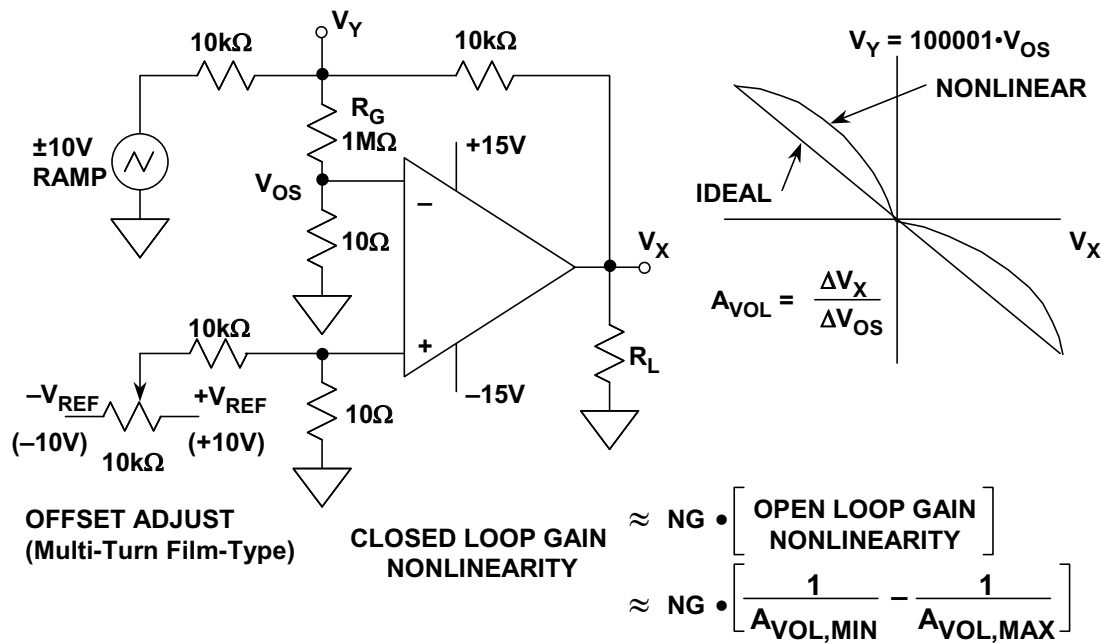 V_Y
10kΩ
10kΩ
R_G
1MΩ
±10V
RAMP
+15V
V_OS
–
10Ω
V_X
10kΩ
+
R_L
–15V
–V_REF
+V_REF
10Ω
(–10V)
(+10V)
10kΩ
OFFSET ADJUST
(Multi-Turn Film-Type)
V_Y = 100001•V_OS
NONLINEAR
IDEAL
V_X
A_VOL = ΔV_X / ΔV_OS
CLOSED LOOP GAIN
NONLINEARITY
≈ NG • [ OPEN LOOP GAIN
NONLINEARITY ]
≈ NG • [ 1 / A_VOL,MIN – 1 / A_VOL,MAX ]